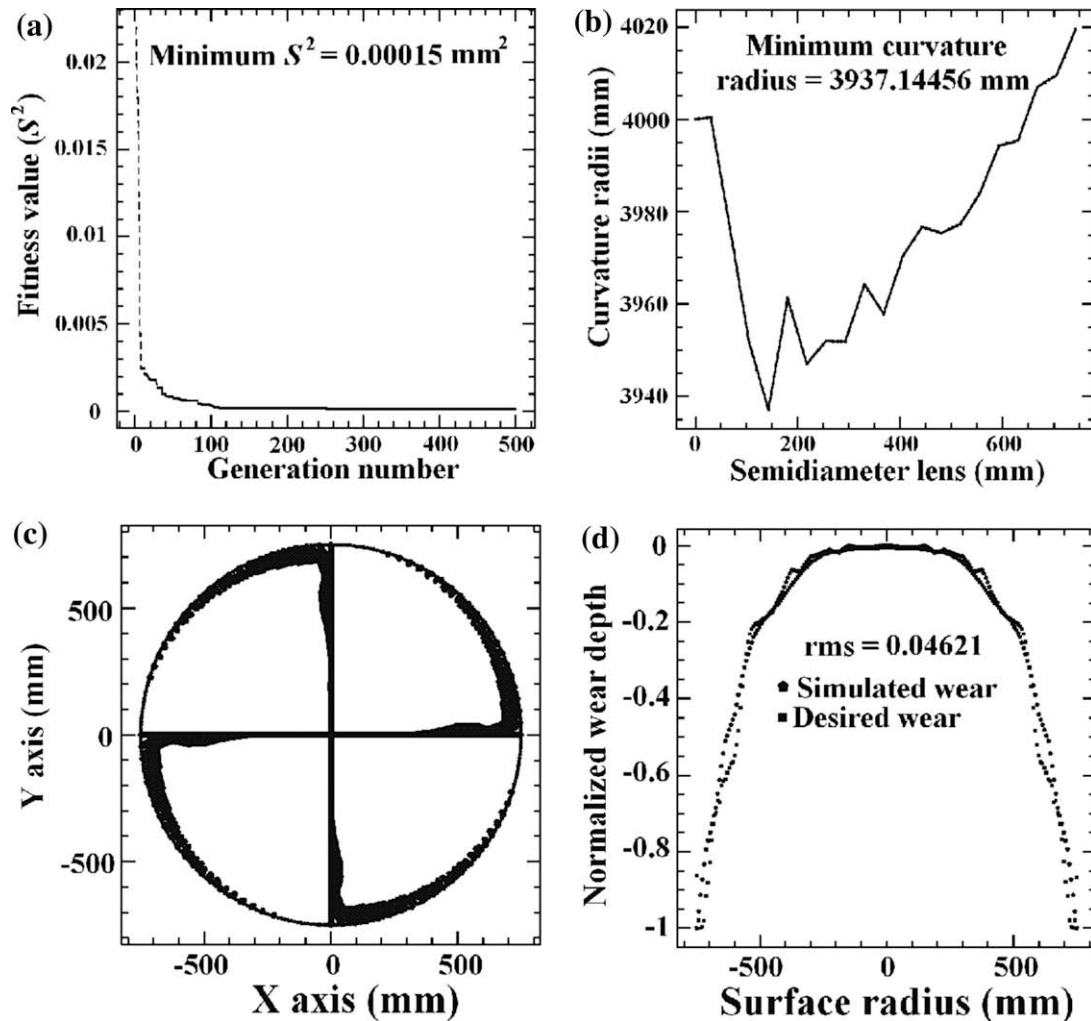 (a)
Minimum S² = 0.00015 mm²
Fitness value (S²)
0.02
0.015
0.01
0.005
0
0 100 200 300 400 500
Generation number
(b)
Minimum curvature
radius = 3937.14456 mm
Curvature radii (mm)
4020
4000
3980
3960
3940
0 200 400 600
Semidiameter lens (mm)
(c)
Y axis (mm)
500
0
-500
-500 0 500
X axis (mm)
(d)
Normalized wear depth
0
-0.2
-0.4
-0.6
-0.8
-1
rms = 0.04621
Simulated wear
Desired wear
-500 0 500
Surface radius (mm)